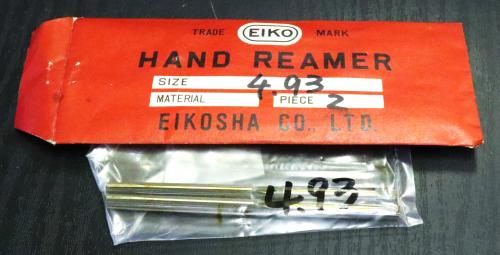 TRADE EIKO MARK
HAND REAMER
SIZE 4.93
MATERIAL PIECE 2
EIKOSHA CO., LTD.
4.93